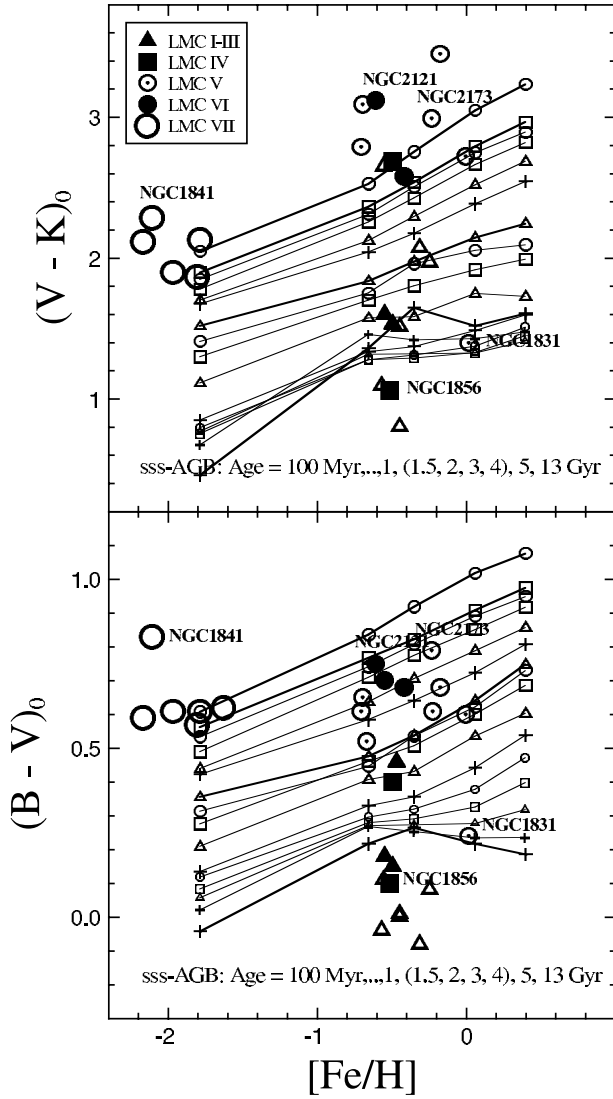 LMC I-III
LMC IV
LMC V
LMC VI
LMC VII
NGC2121
NGC2173
NGC1841
NGC1831
NGC1856
sss-AGB: Age = 100 Myr,..,1, (1.5, 2, 3, 4), 5, 13 Gyr
3
2
1
(V - K)0
NGC1841
NGC2121
NGC2173
NGC1831
NGC1856
sss-AGB: Age = 100 Myr,..,1, (1.5, 2, 3, 4), 5, 13 Gyr
1.0
0.5
0.0
(B - V)0
-2
-1
0
[Fe/H]